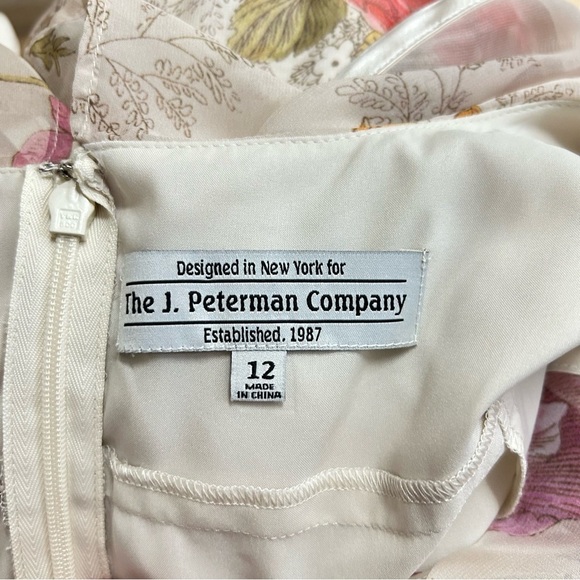 Designed in New York for
The J. Peterman Company
Established. 1987
12
MADE
IN CHINA